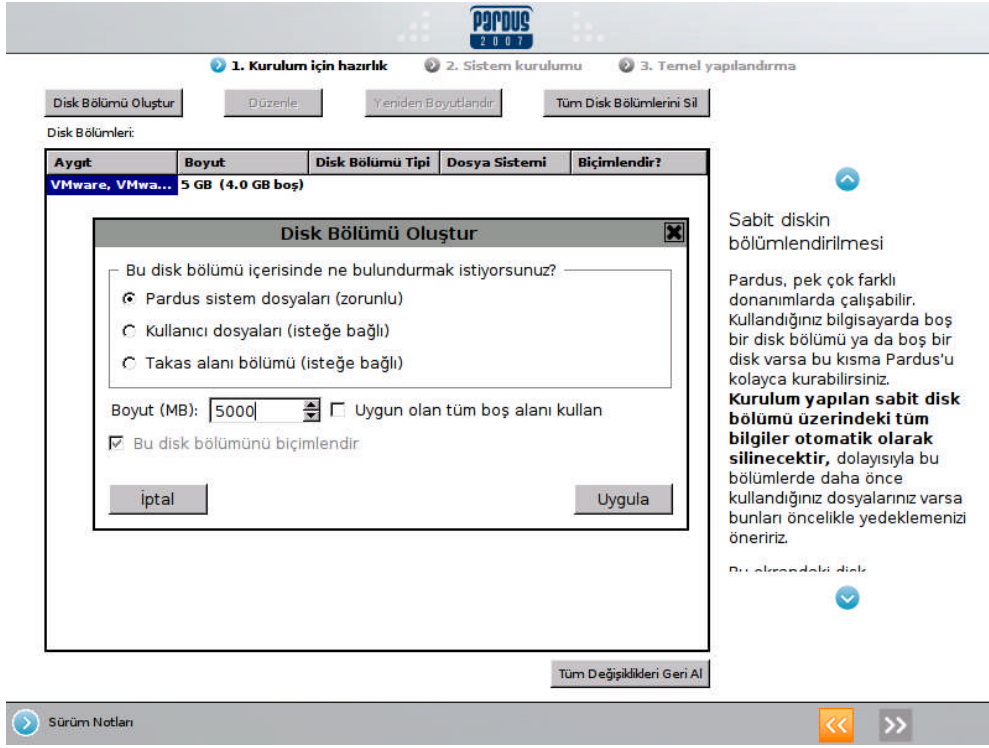 Pardus
2007
1. Kurulum için hazırlık
2. Sistem kurulumu
3. Temel yapılandırma
Disk Bölümü Oluştur
Düzenle
Yeniden Boyutlandır
Tüm Disk Bölümlerini Sil
Disk Bölümleri:
Aygıt
Boyut
Disk Bölümü Tipi
Dosya Sistemi
Biçimlendir?
VMware, VMwa...
5 GB (4.0 GB boş)
Disk Bölümü Oluştur
Bu disk bölümü içerisinde ne bulundurmak istiyorsunuz?
Pardus sistem dosyaları (zorunlu)
Kullanıcı dosyaları (isteğe bağlı)
Takas alanı bölümü (isteğe bağlı)
Boyut (MB):
5000
Uygun olan tüm boş alanı kullan
Bu disk bölümünü biçimlendir
İptal
Uygula
Sabit diskin
bölümlendirilmesi
Pardus, pek çok farklı
donanımlarda çalışabilir.
Kullandığınız bilgisayarda boş
bir disk bölümü ya da boş bir
disk varsa bu kısma Pardus'u
kolayca kurabilirsiniz.
Kurulum yapılan sabit disk
bölümü üzerindeki tüm
bilgiler otomatik olarak
silinecektir, dolayısıyla bu
bölümlerde daha önce
kullandığınız dosyalarınız varsa
bunları öncelikle yedeklemenizi
öneririz.
Bu ekrandaki disk
Tüm Değişiklikleri Geri Al
Sürüm Notları